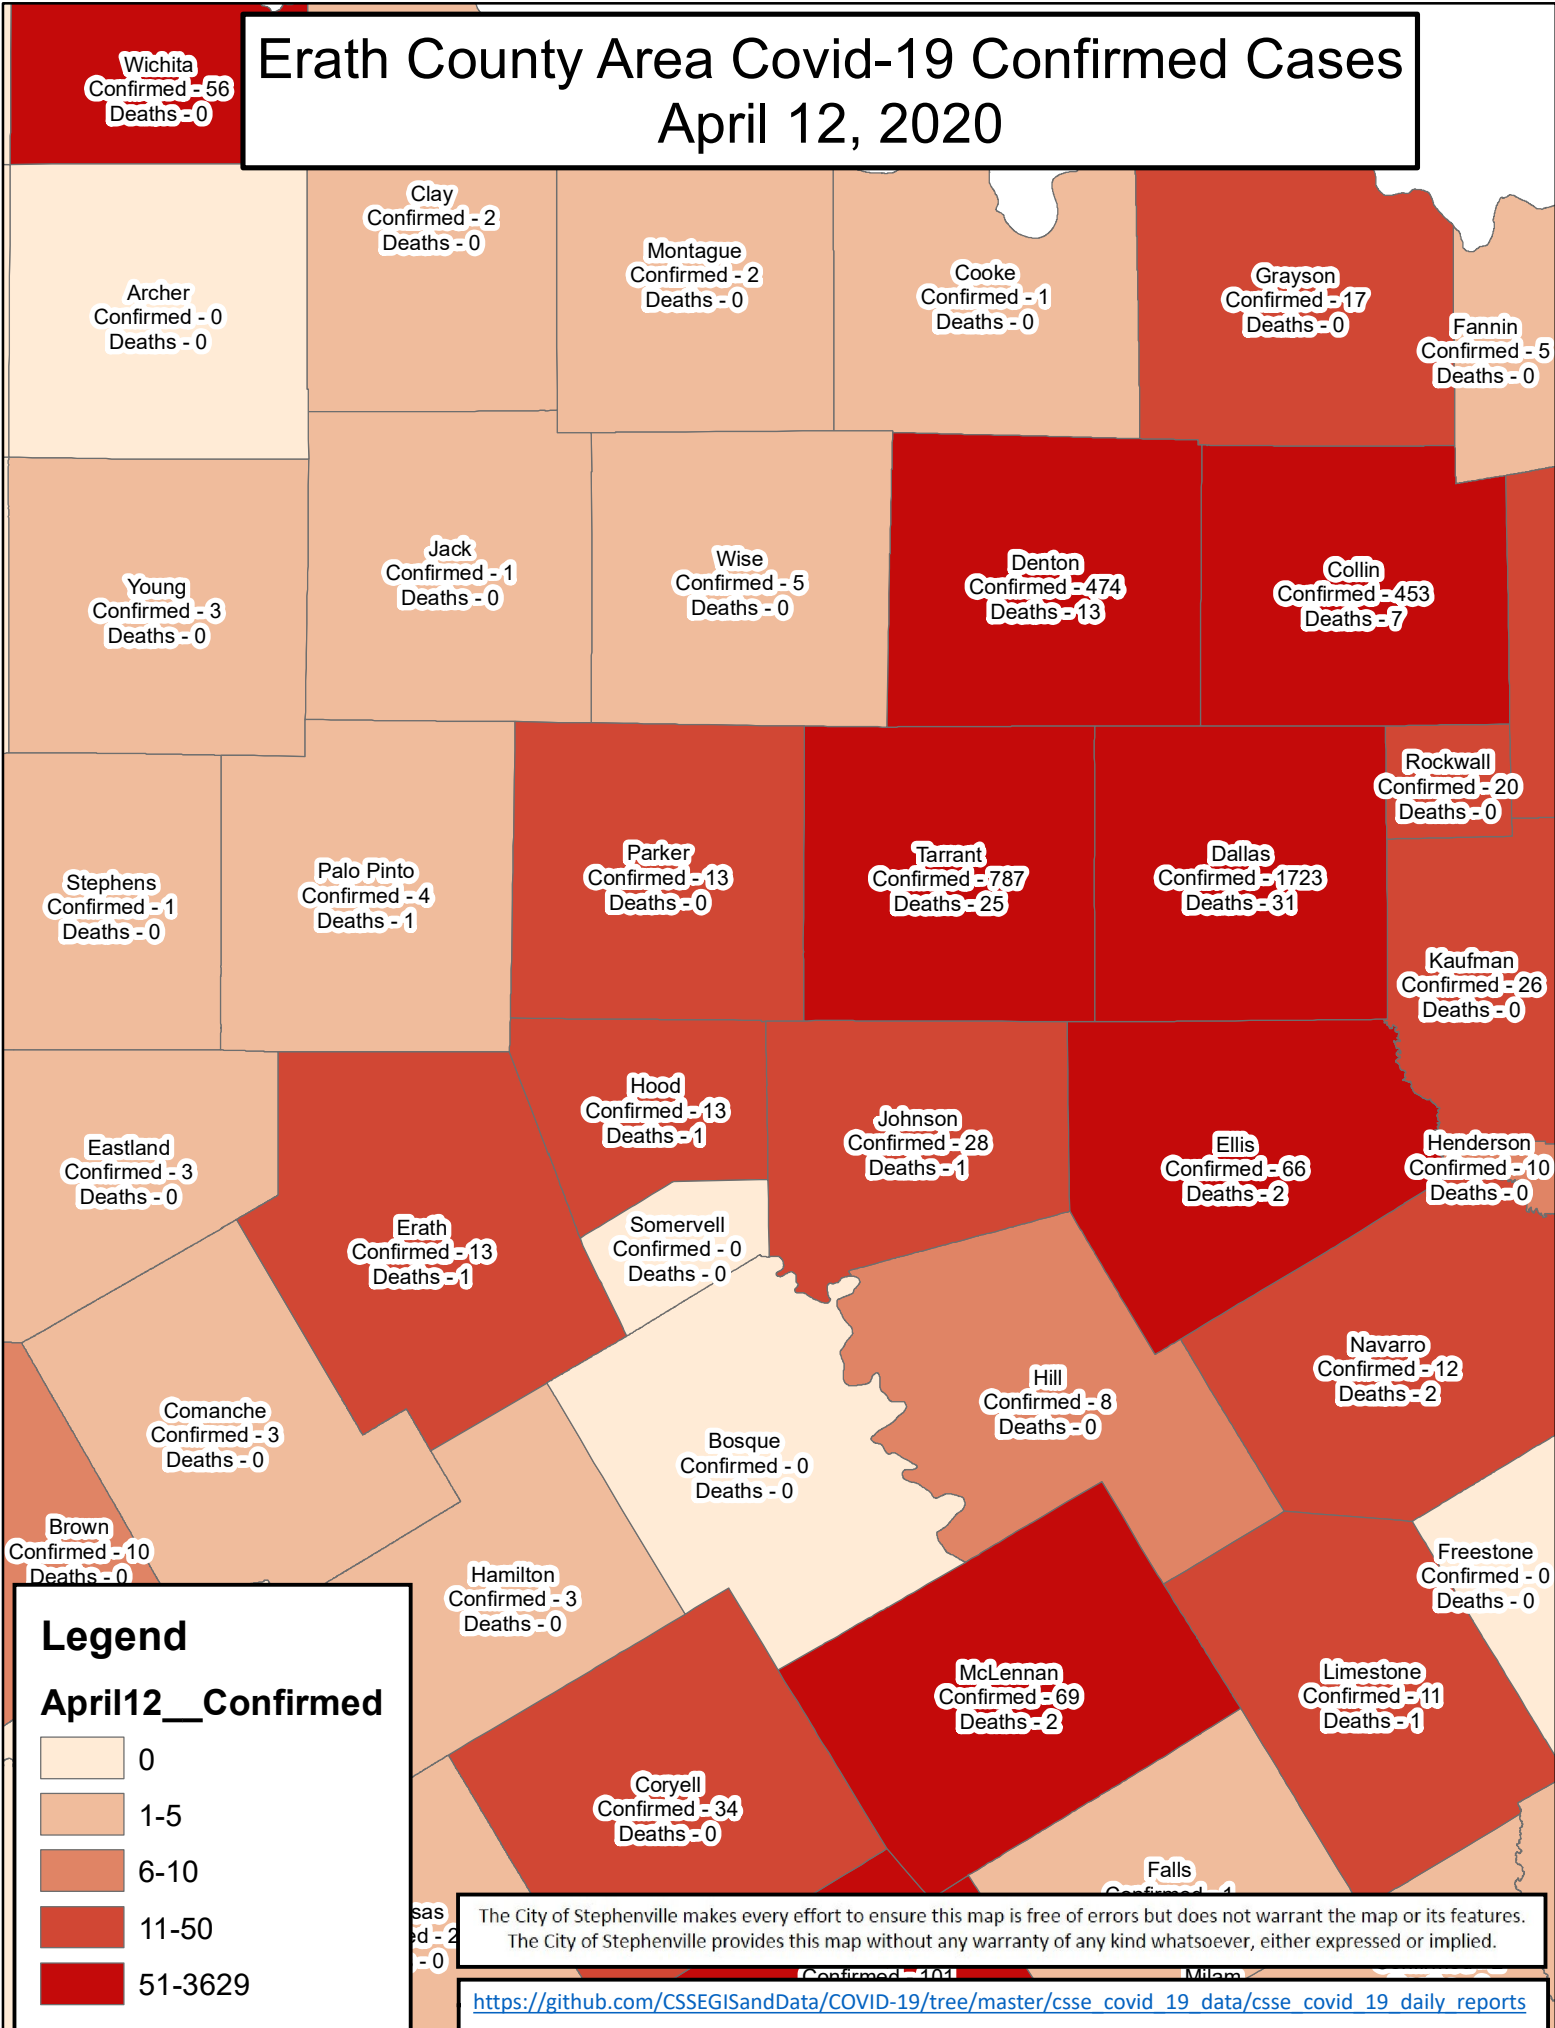 Erath County Area Covid-19 Confirmed Cases
April 12, 2020
Wichita
Confirmed - 56
Deaths - 0
Clay
Confirmed - 2
Deaths - 0
Montague
Confirmed - 2
Deaths - 0
Cooke
Confirmed - 1
Deaths - 0
Grayson
Confirmed - 17
Deaths - 0
Fannin
Confirmed - 5
Deaths - 0
Archer
Confirmed - 0
Deaths - 0
Young
Confirmed - 3
Deaths - 0
Jack
Confirmed - 1
Deaths - 0
Wise
Confirmed - 5
Deaths - 0
Denton
Confirmed - 474
Deaths - 13
Collin
Confirmed - 453
Deaths - 7
Rockwall
Confirmed - 20
Deaths - 0
Stephens
Confirmed - 1
Deaths - 0
Palo Pinto
Confirmed - 4
Deaths - 1
Parker
Confirmed - 13
Deaths - 0
Tarrant
Confirmed - 787
Deaths - 25
Dallas
Confirmed - 1723
Deaths - 31
Kaufman
Confirmed - 26
Deaths - 0
Eastland
Confirmed - 3
Deaths - 0
Hood
Confirmed - 13
Deaths - 1
Johnson
Confirmed - 28
Deaths - 1
Ellis
Confirmed - 66
Deaths - 2
Henderson
Confirmed - 10
Deaths - 0
Erath
Confirmed - 13
Deaths - 1
Somervell
Confirmed - 0
Deaths - 0
Navarro
Confirmed - 12
Deaths - 2
Hill
Confirmed - 8
Deaths - 0
Comanche
Confirmed - 3
Deaths - 0
Bosque
Confirmed - 0
Deaths - 0
Brown
Confirmed - 10
Deaths - 0
Hamilton
Confirmed - 3
Deaths - 0
Freestone
Confirmed - 0
Deaths - 0
McLennan
Confirmed - 69
Deaths - 2
Limestone
Confirmed - 11
Deaths - 1
Coryell
Confirmed - 34
Deaths - 0
Falls
Confirmed - 1
sas
ed - 2
- 0
Confirmed - 101
Milam
Legend
April12__Confirmed
0
1-5
6-10
11-50
51-3629
The City of Stephenville makes every effort to ensure this map is free of errors but does not warrant the map or its features.
The City of Stephenville provides this map without any warranty of any kind whatsoever, either expressed or implied.
https://github.com/CSSEGISandData/COVID-19/tree/master/csse_covid_19_data/csse_covid_19_daily_reports